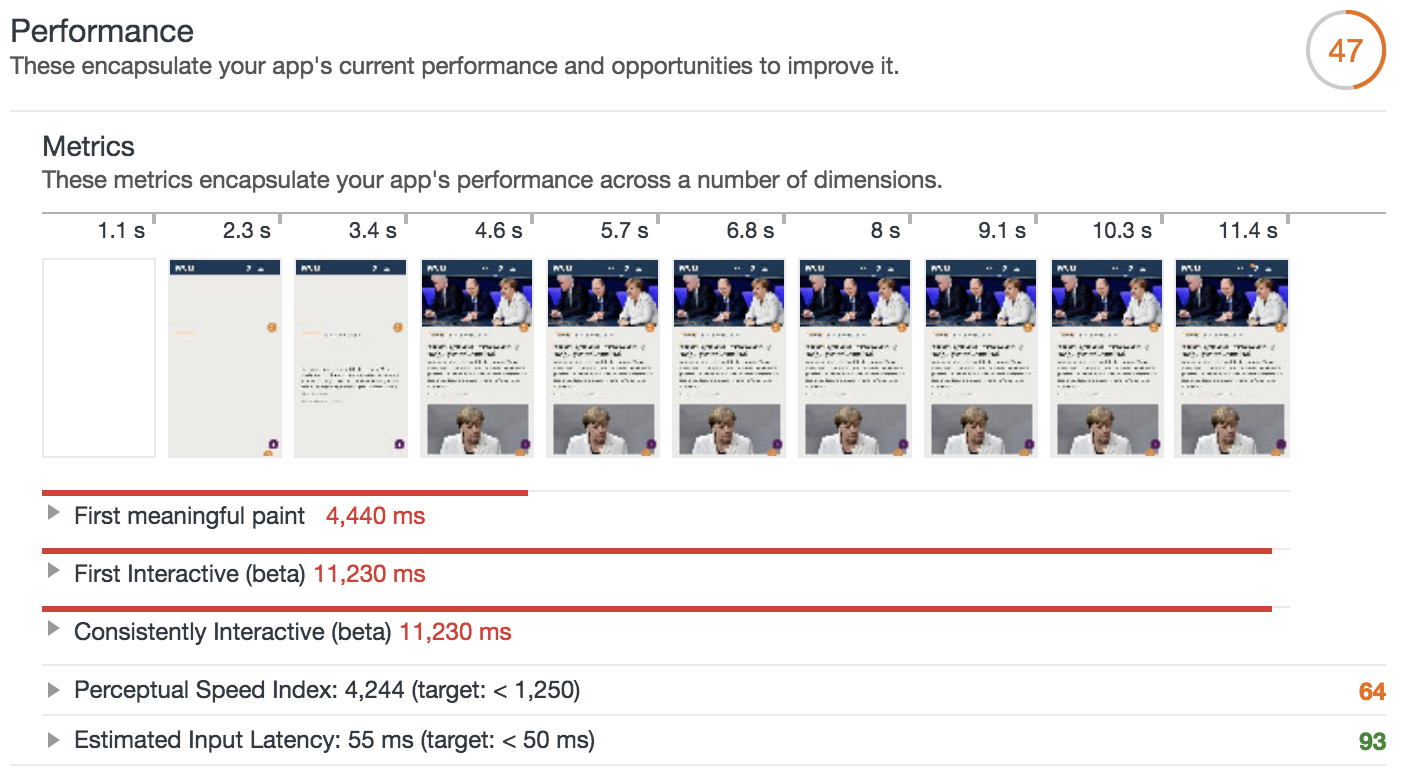 Performance
47
These encapsulate your app's current performance and opportunities to improve it.
Metrics
These metrics encapsulate your app's performance across a number of dimensions.
1.1 s 2.3 s 3.4 s 4.6 s 5.7 s 6.8 s 8 s 9.1 s 10.3 s 11.4 s
First meaningful paint 4,440 ms
First Interactive (beta) 11,230 ms
Consistently Interactive (beta) 11,230 ms
Perceptual Speed Index: 4,244 (target: < 1,250) 64
Estimated Input Latency: 55 ms (target: < 50 ms) 93